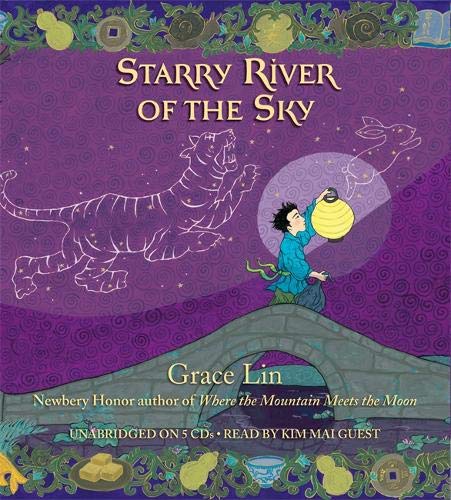 STARRY RIVER
OF THE SKY
Grace Lin
Newbery Honor author of Where the Mountain Meets the Moon
UNABRIDGED ON 5 CDs • READ BY KIM MAI GUEST